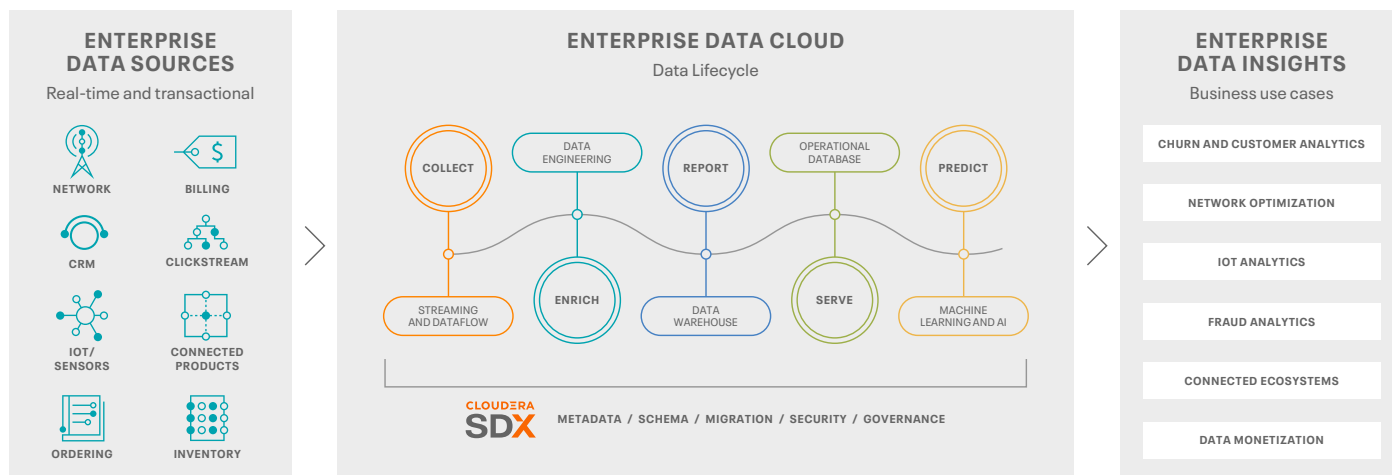 ENTERPRISE
DATA SOURCES
Real-time and transactional
NETWORK
BILLING
$
CRM
CLICKSTREAM
IOT/
SENSORS
CONNECTED
PRODUCTS
ORDERING
INVENTORY
ENTERPRISE DATA CLOUD
Data Lifecycle
COLLECT
DATA
ENGINEERING
REPORT
OPERATIONAL
DATABASE
PREDICT
STREAMING
AND DATAFLOW
ENRICH
DATA
WAREHOUSE
SERVE
MACHINE
LEARNING AND AI
CLOUDERA
SDX
METADATA / SCHEMA / MIGRATION / SECURITY / GOVERNANCE
ENTERPRISE
DATA INSIGHTS
Business use cases
CHURN AND CUSTOMER ANALYTICS
NETWORK OPTIMIZATION
IOT ANALYTICS
FRAUD ANALYTICS
CONNECTED ECOSYSTEMS
DATA MONETIZATION